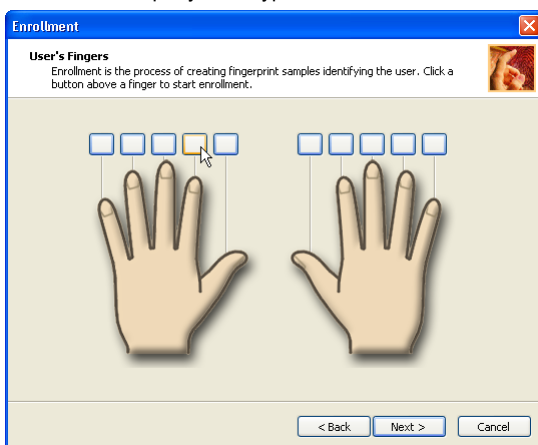 Enrollment
User's Fingers
Enrollment is the process of creating fingerprint samples identifying the user. Click a
button above a finger to start enrollment.
< Back
Next >
Cancel